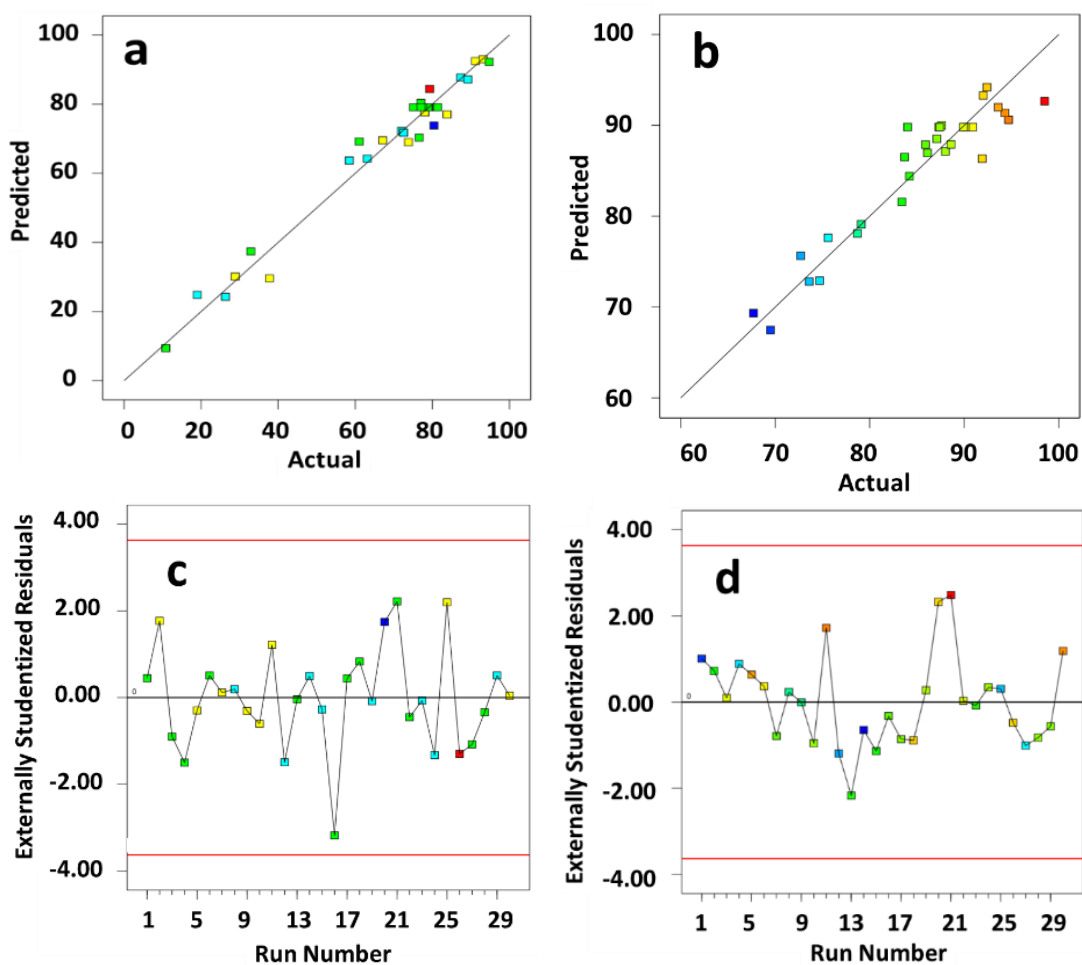 a
100
80
60
40
20
0
Predicted
0 20 40 60 80 100
Actual
b
100
90
80
70
60
Predicted
60 70 80 90 100
Actual
c
4.00
2.00
0.00
-2.00
-4.00
0
Externally Studentized Residuals
1 5 9 13 17 21 25 29
Run Number
d
4.00
2.00
0.00
-2.00
-4.00
0
Externally Studentized Residuals
1 5 9 13 17 21 25 29
Run Number